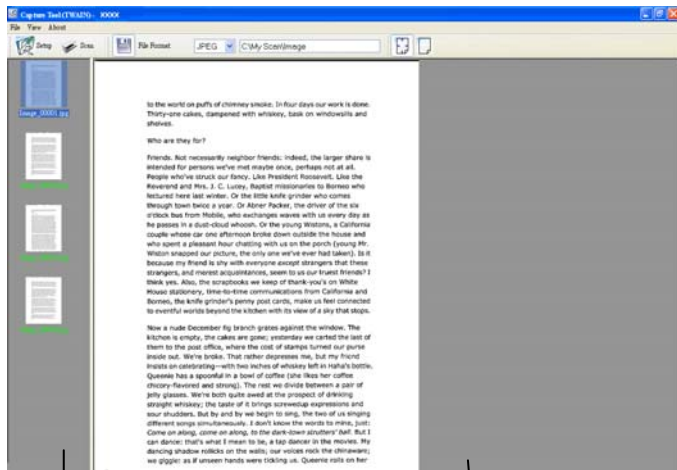 Capture Tool (TWAIN) - XXXX
File View About
Setup Scan File Format JPEG C:\My Scan\Image
Image_00001.jpg
to the world on puffs of chimney smoke. In four days our work is done.
Thirty-one cakes, dampened with whiskey, bask on windowsills and
shelves.
Who are they for?
Friends. Not necessarily neighbor friends: indeed, the larger share is
intended for persons we've met maybe once, perhaps not at all.
People who've struck our fancy. Like President Roosevelt. Like the
Reverend and Mrs. J. C. Lucey, Baptist missionaries to Borneo who
lectured here last winter. Or the little knife grinder who comes
through town twice a year. Or Abner Packer, the driver of the six
o'clock bus from Mobile, who exchanges waves with us every day as
he passes in a dust-cloud whoosh. Or the young Wistons, a California
couple whose car one afternoon broke down outside the house and
who spent a pleasant hour chatting with us on the porch (young Mr.
Wiston snapped our picture, the only one we've ever had taken). Is it
because my friend is shy with everyone except strangers that these
strangers, and merest acquaintances, seem to us our truest friends? I
think yes. Also, the scrapbooks we keep of thank-you's on White
House stationery, time-to-time communications from California and
Borneo, the knife grinder's penny post cards, make us feel connected
to eventful worlds beyond the kitchen with its view of a sky that stops.
Now a nude December fig branch grates against the window. The
kitchen is empty, the cakes are gone; yesterday we carted the last of
them to the post office, where the cost of stamps turned our purse
inside out. We're broke. That rather depresses me, but my friend
insists on celebrating—with two inches of whiskey left in Haha's bottle.
Queenie has a spoonful in a bowl of coffee (she likes her coffee
chicory-flavored and strong). The rest we divide between a pair of
jelly glasses. We're both quite awed at the prospect of drinking
straight whiskey; the taste of it brings screwedup expressions and
sour shudders. But by and by we begin to sing, the two of us singing
different songs simultaneously. I don't know the words to mine, just:
Come on along, come on along, to the dark-town strutters' ball. But I
can dance: that's what I mean to be, a tap dancer in the movies. My
dancing shadow rollicks on the walls; our voices rock the chinaware;
we giggle: as if unseen hands were tickling us. Queenie rolls on her